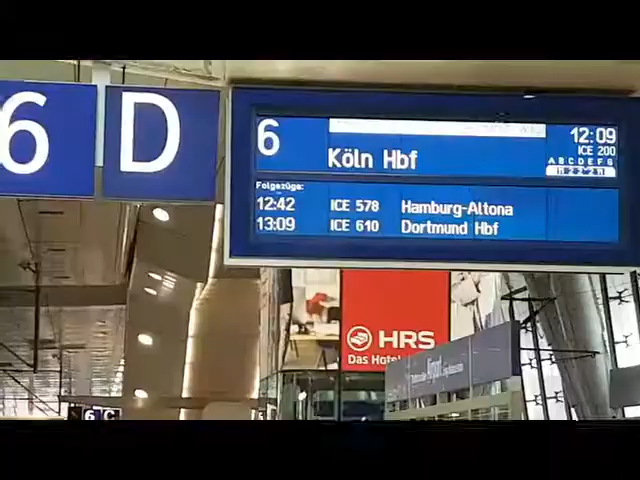 6 D
6
12:09
ICE 200
Köln Hbf
A B C D E F G
Folgezüge:
12:42 ICE 578 Hamburg-Altona
13:09 ICE 610 Dortmund Hbf
HRS
Das Hotel
Airport
6 C